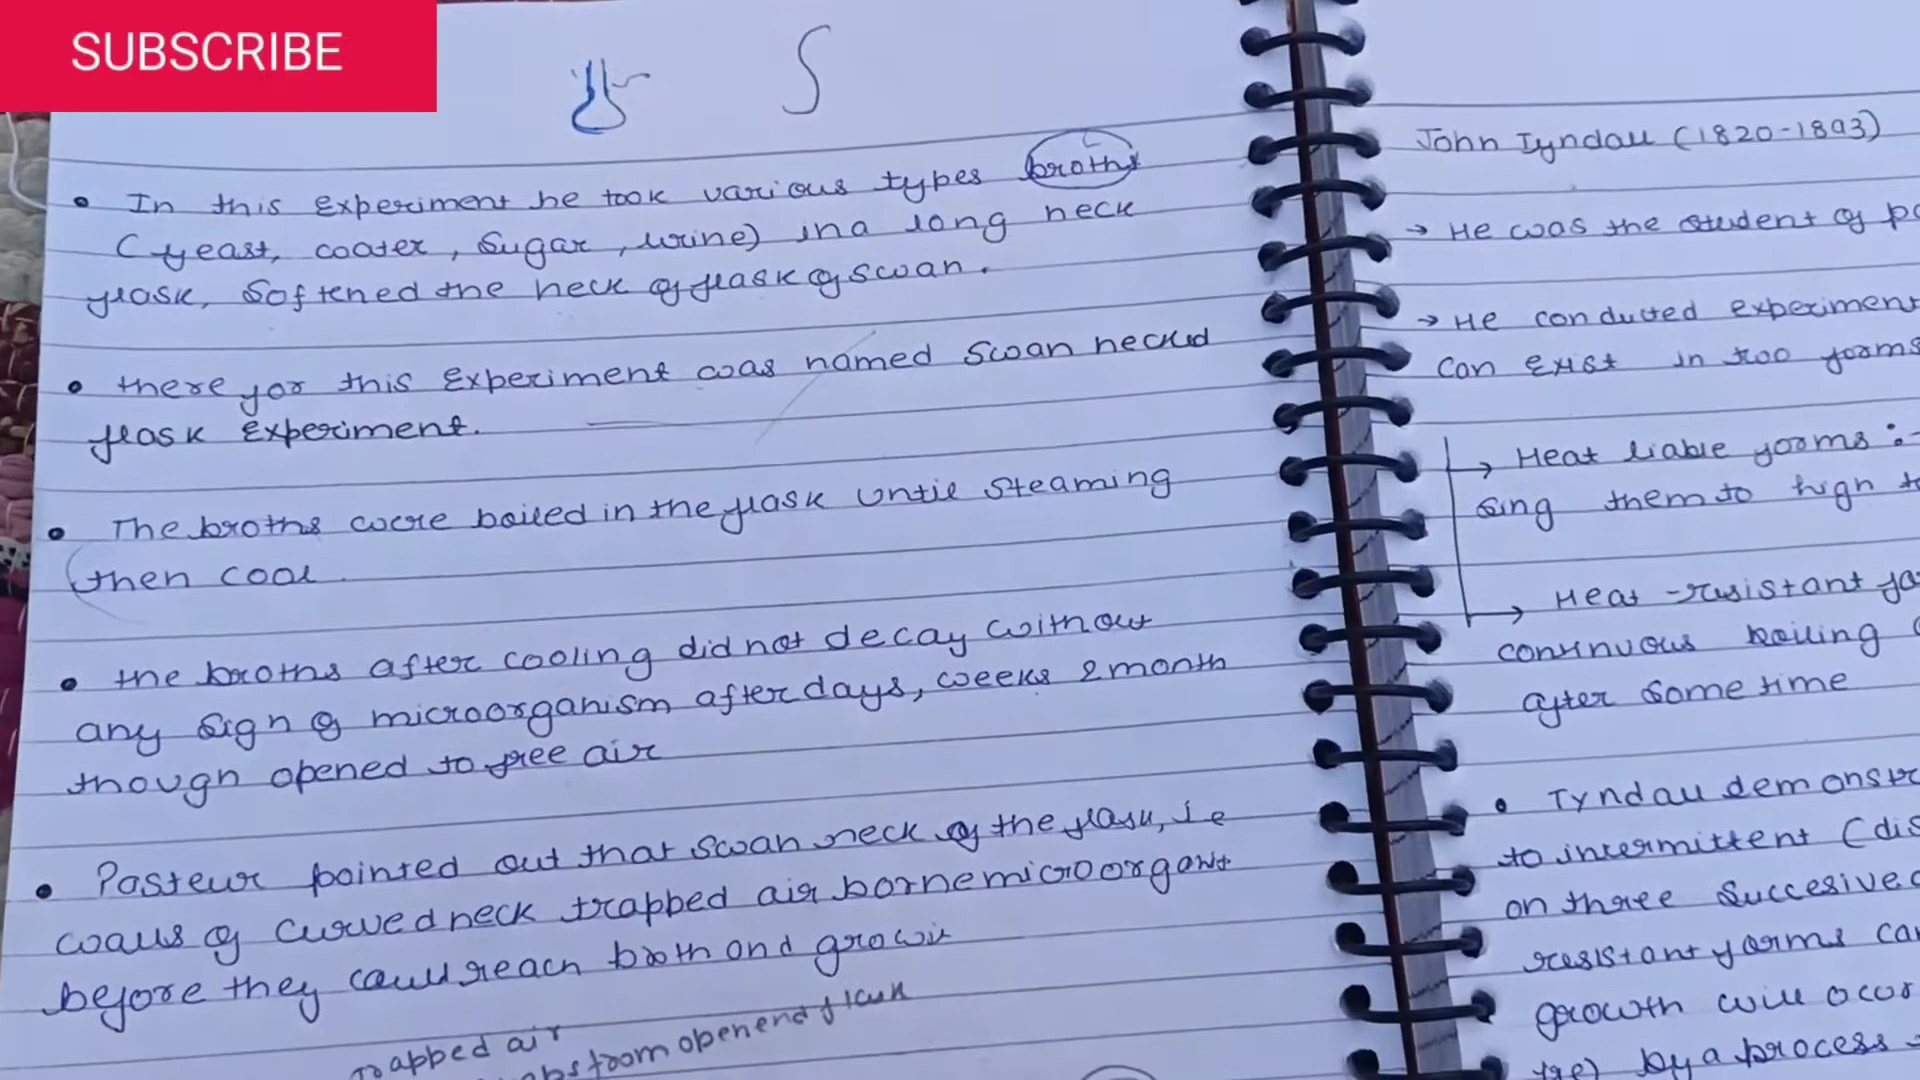 SUBSCRIBE
• In this experiment he took various types broths
(yeast, water, sugar, urine) in a long neck
flask, Softened the neck of flask of swan.
• there for this experiment was named Swan necked
flask experiment.
• The broths were boiled in the flask Until steaming
then cool.
• the broths after cooling did not decay without
any sign of microorganism after days, weeks & month
though opened to free air
• Pasteur pointed out that swan neck of the flask, i.e
walls of curved neck trapped air borne microorganis
before they could reach broth and grow in
trapped air
from open end flask
John Tyndall (1820-1893)
→ He was the student of
→ He conducted experiment
Can Exist in two forms
→ Heat liable forms :-
sing them to high
→ Heat-resistant
continuous boiling
after some time
• Tyndall demonstr
to intermittent (dis
on three Succesive
resistant forms can
growth will ocur
by a process